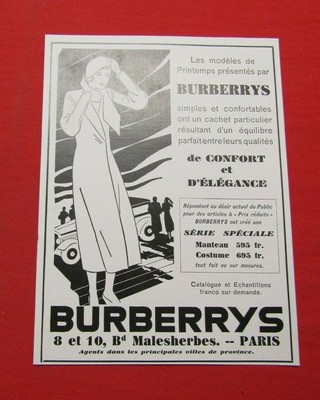 Les modèles de
Printemps présentés par
BURBERRYS
simples et confortables
ont un cachet particulier
résultant d'un équilibre
parfait entre leurs qualités
de CONFORT
et
D'ÉLÉGANCE
Répondant au désir actuel du Public
pour des articles à « Prix réduits »
BURBERRYS ont créé une
SÉRIE SPÉCIALE
Manteau 595 fr.
Costume 695 fr.
tout fait ou sur mesures.
Catalogue et Echantillons
franco sur demande.
BURBERRYS
8 et 10, Bd Malesherbes. -- PARIS
Agents dans les principales villes de province.